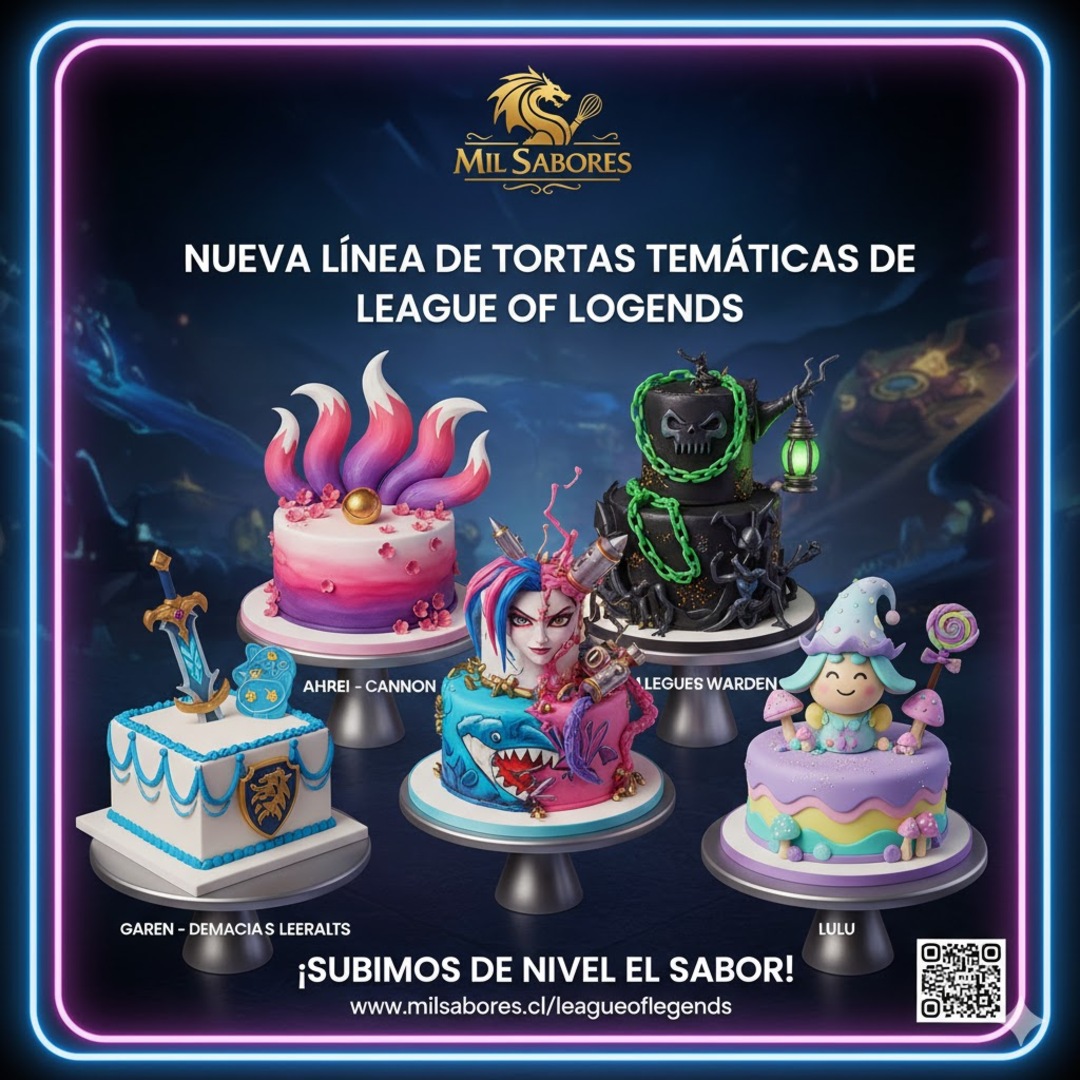 MIL SABORES
NUEVA LÍNEA DE TORTAS TEMÁTICAS DE
LEAGUE OF LOGENDS
AHREI - CANNON
LLEGUES WARDEN
GAREN - DEMACIA S LEERALTS
LULU
¡SUBIMOS DE NIVEL EL SABOR!
www.milsabores.cl/leagueoflegends